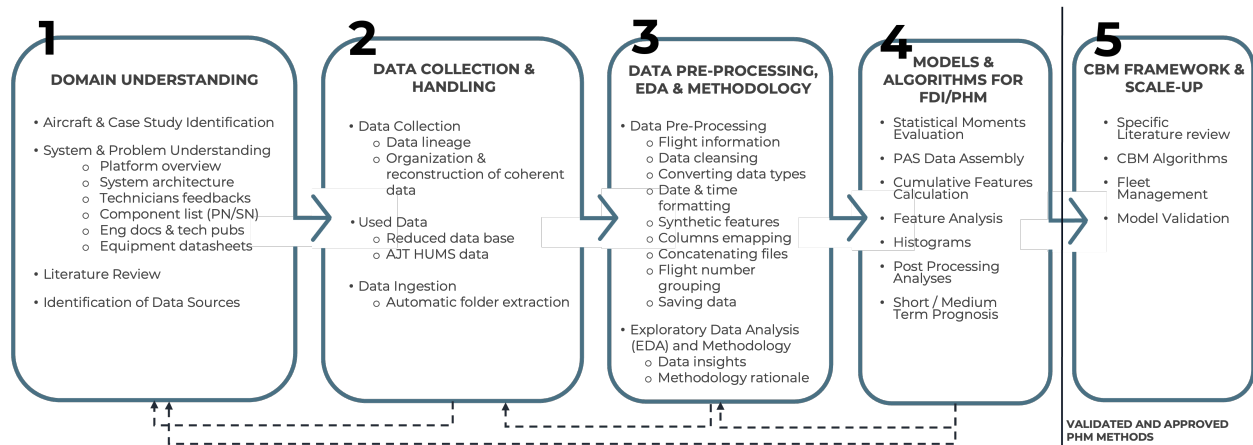 1
DOMAIN UNDERSTANDING
• Aircraft & Case Study Identification
• System & Problem Understanding
o Platform overview
o System architecture
o Technicians feedbacks
o Component list (PN/SN)
o Eng docs & tech pubs
o Equipment datasheets
• Literature Review
• Identification of Data Sources
2
DATA COLLECTION &
HANDLING
• Data Collection
o Data lineage
o Organization &
reconstruction of coherent
data
• Used Data
o Reduced data base
o AJT HUMS data
• Data Ingestion
o Automatic folder extraction
3
DATA PRE-PROCESSING,
EDA & METHODOLOGY
• Data Pre-Processing
o Flight information
o Data cleansing
o Converting data types
o Date & time
formatting
o Synthetic features
o Columns emapping
o Concatenating files
o Flight number
grouping
o Saving data
• Exploratory Data Analysis
(EDA) and Methodology
o Data insights
o Methodology rationale
4
MODELS &
ALGORITHMS FOR
FDI/PHM
• Statistical Moments
Evaluation
• PAS Data Assembly
• Cumulative Features
Calculation
• Feature Analysis
• Histograms
• Post Processing
Analyses
• Short / Medium
Term Prognosis
5
CBM FRAMEWORK &
SCALE-UP
• Specific
Literature review
• CBM Algorithms
• Fleet
Management
• Model Validation
VALIDATED AND APPROVED
PHM METHODS